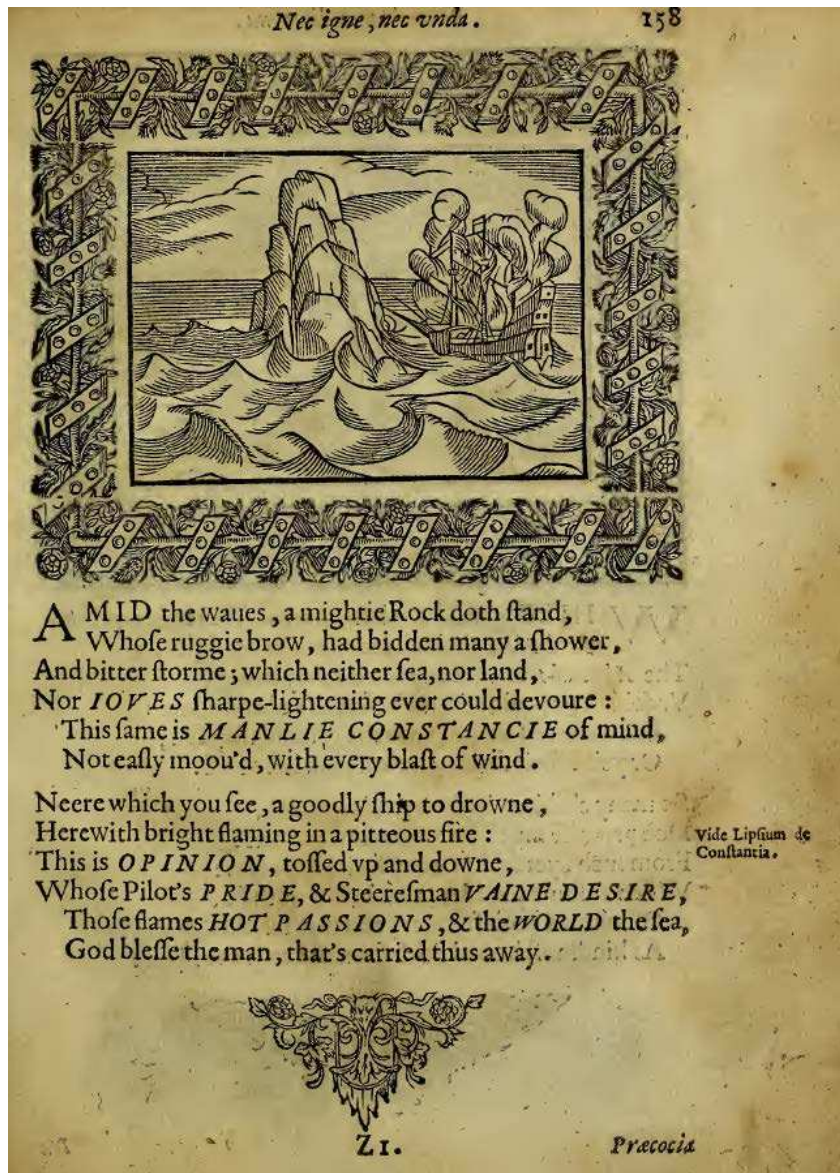 Nec igne, nec vnda. 158
AMID the waues, a mightie Rock doth ſtand,
Whoſe ruggie brow, had bidden many a ſhower,
And bitter ſtorme; which neither ſea, nor land,
Nor IOVES ſharpe-lightening ever could devoure:
This ſame is MANLIE CONSTANCIE of mind,
Not eaſly moou'd, with every blaſt of wind.
Neere which you ſee, a goodly ſhip to drowne,
Herewith bright flaming in a pitteous fire:
This is OPINION, toſſed vp and downe,
Whoſe Pilot's PRIDE, & Steereſman VAINE DESIRE,
Thoſe flames HOT PASSIONS, & the WORLD the ſea,
God bleſſe the man, that's carried thus away.
Vide Lipſium de
Conſtantia.
Z1. Præcocia